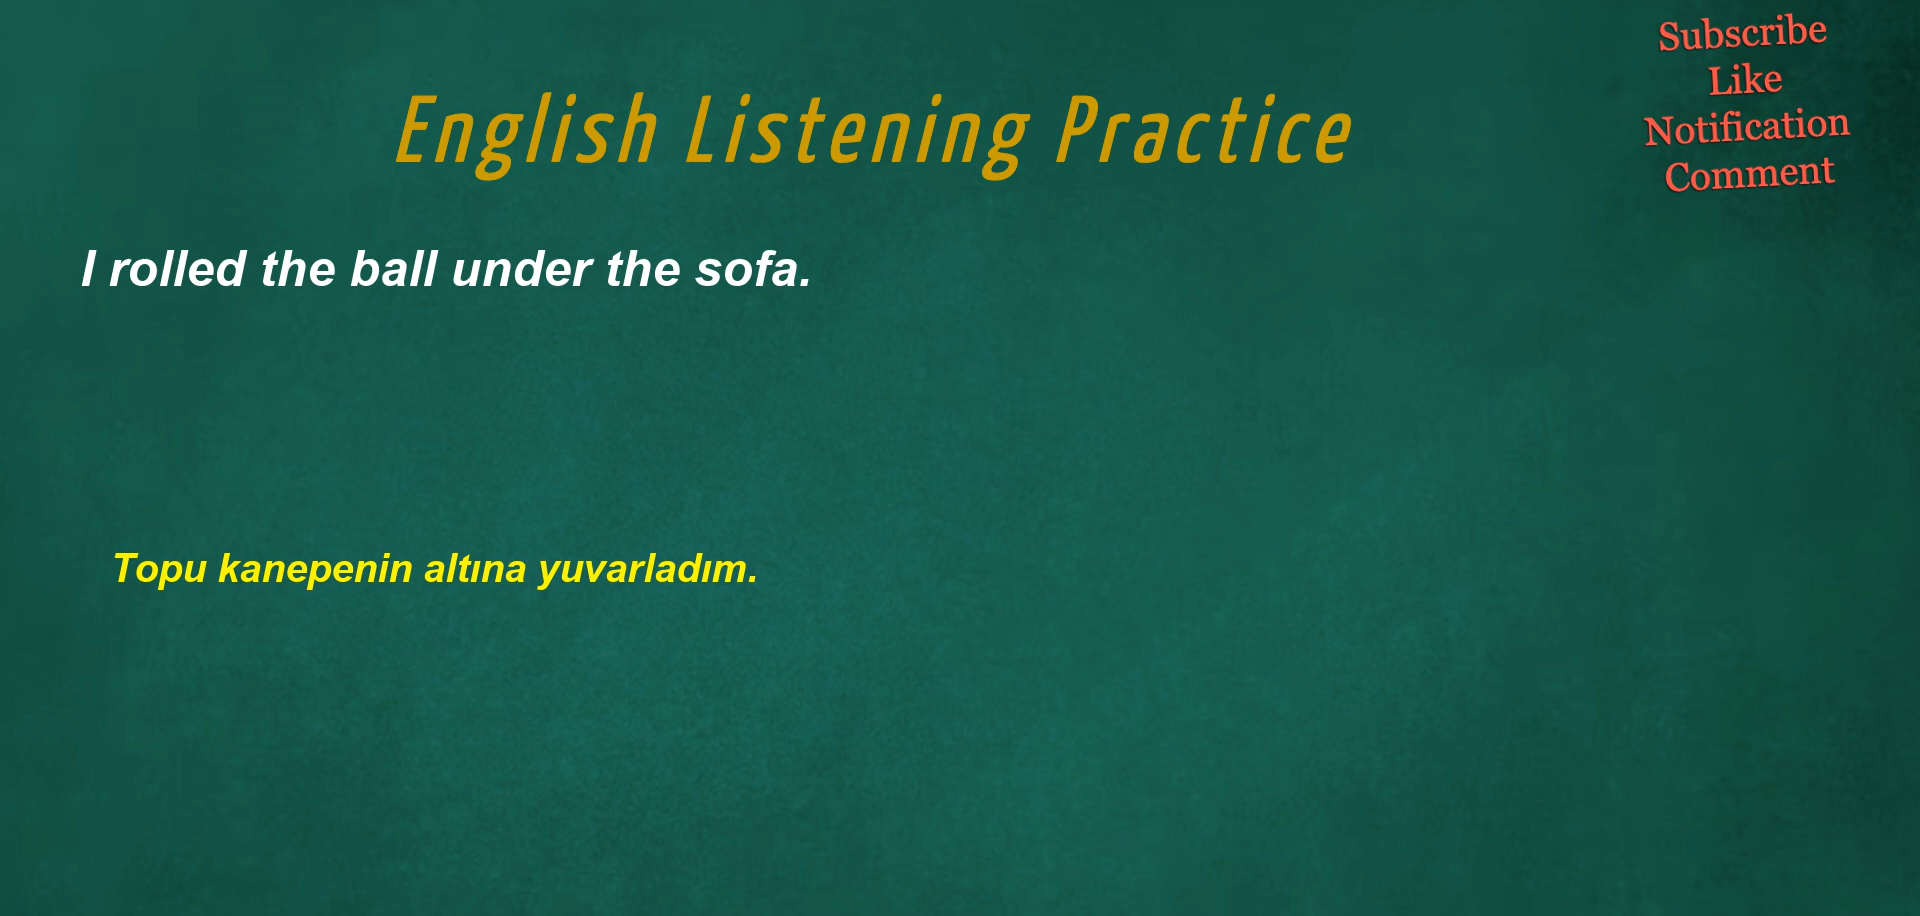 English Listening Practice
Subscribe
Like
Notification
Comment
I rolled the ball under the sofa.
Topu kanepenin altına yuvarladım.